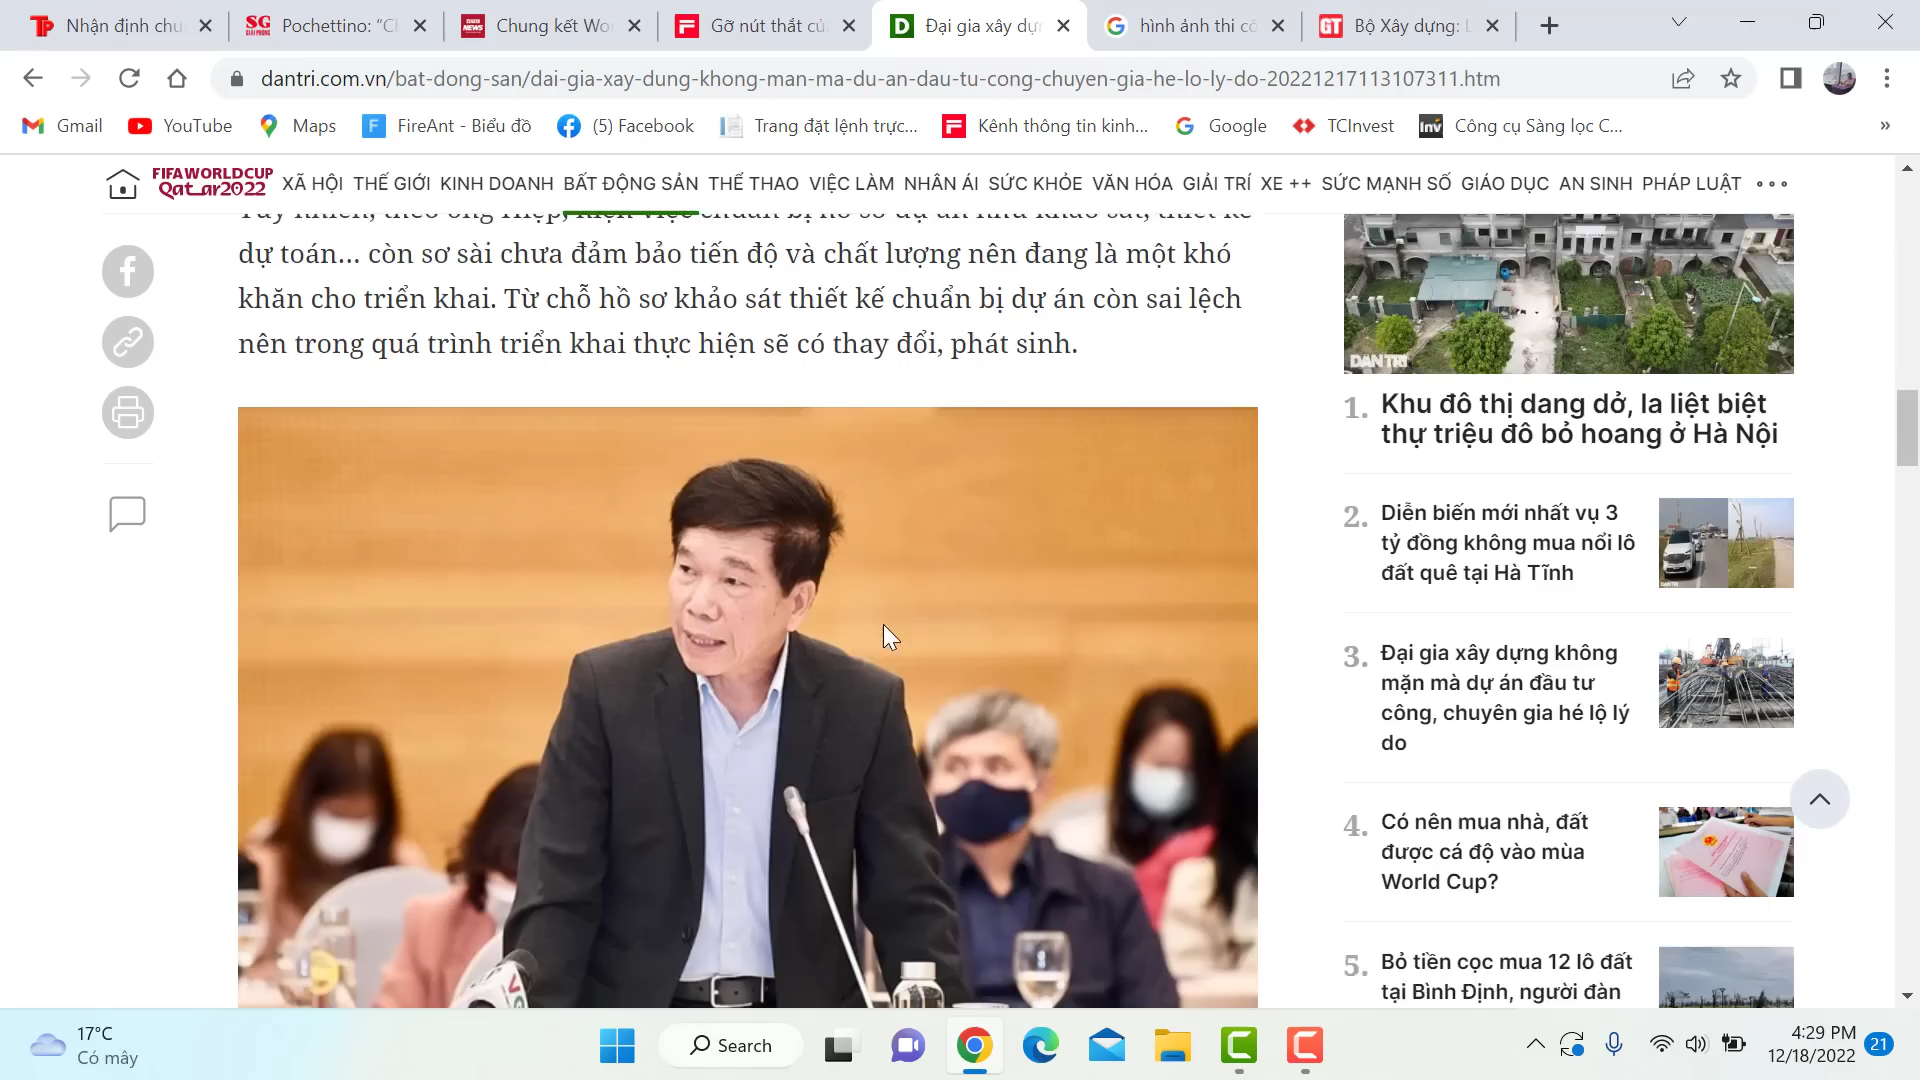 Nhận định chu
Pochettino: "C
Chung kết Wo
Gỡ nút thắt củ
Đại gia xây dự
hình ảnh thi cô
Bộ Xây dựng: L
dantri.com.vn/bat-dong-san/dai-gia-xay-dung-khong-man-ma-du-an-dau-tu-cong-chuyen-gia-he-lo-ly-do-20221217113107311.htm
Gmail
YouTube
Maps
FireAnt - Biểu đồ
(5) Facebook
Trang đặt lệnh trực...
Kênh thông tin kinh...
Google
TCInvest
Công cụ Sàng lọc C...
»
FIFA WORLD CUP
Qatar2022
XÃ HỘI THẾ GIỚI KINH DOANH BẤT ĐỘNG SẢN THỂ THAO VIỆC LÀM NHÂN ÁI SỨC KHỎE VĂN HÓA GIẢI TRÍ XE ++ SỨC MẠNH SỐ GIÁO DỤC AN SINH PHÁP LUẬT
dự toán... còn sơ sài chưa đảm bảo tiến độ và chất lượng nên đang là một khó
khăn cho triển khai. Từ chỗ hồ sơ khảo sát thiết kế chuẩn bị dự án còn sai lệch
nên trong quá trình triển khai thực hiện sẽ có thay đổi, phát sinh.
DÂN TRÍ
1. Khu đô thị dang dở, la liệt biệt
thự triệu đô bỏ hoang ở Hà Nội
2. Diễn biến mới nhất vụ 3
tỷ đồng không mua nổi lô
đất quê tại Hà Tĩnh
3. Đại gia xây dựng không
mặn mà dự án đầu tư
công, chuyên gia hé lộ lý
do
4. Có nên mua nhà, đất
được cá độ vào mùa
World Cup?
5. Bỏ tiền cọc mua 12 lô đất
tại Bình Định, người đàn
17°C
Có mây
Search
4:29 PM
12/18/2022
21